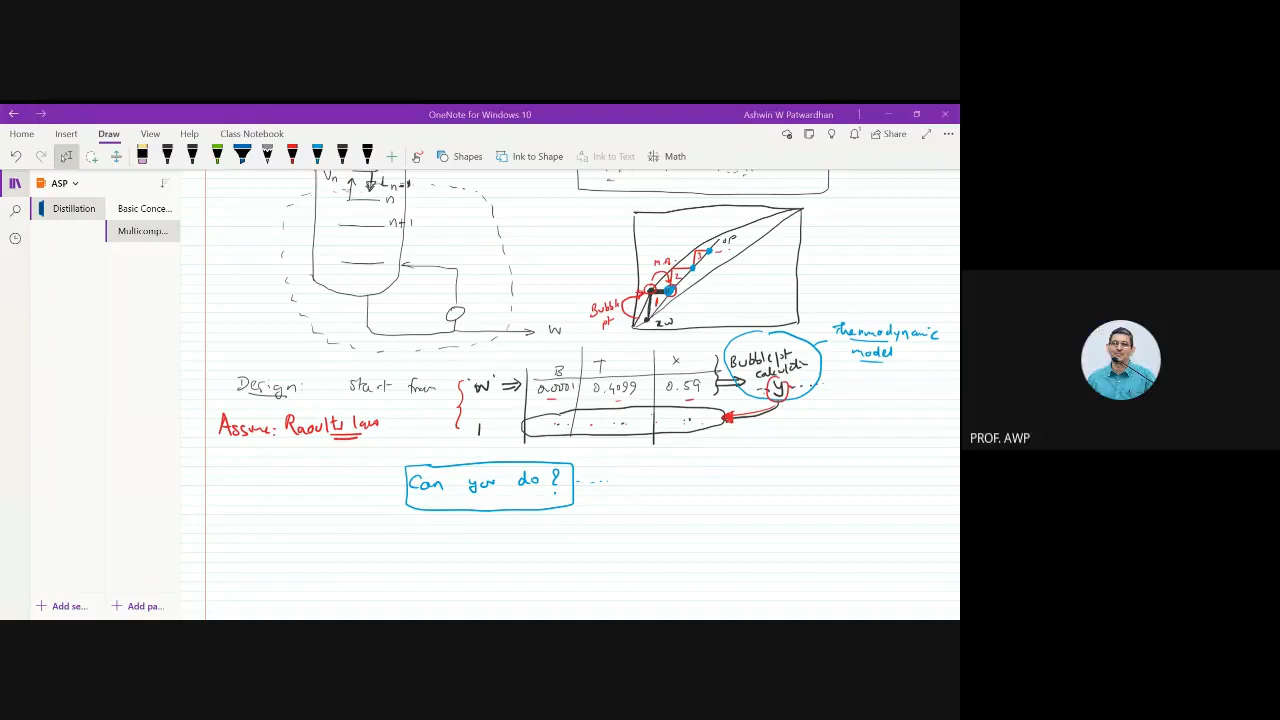 OneNote for Windows 10
Ashwin W Patwardhan
Home Insert Draw View Help Class Notebook
Share
Shapes Ink to Shape Ink to Text Math
ASP
Distillation
Basic Conce...
Multicomp...
Vn
n
n+1
W
OP
M.B.
3
2
1
Bubble
pt
xw
Thermodynamic
model
B T X
Bubble pt
Design: start from 'W' ⇒ 0.0001 0.4099 0.59 ⇒ y
Assume: Raoult's law
1
Can you do ?
Add se...
Add pa...
PROF. AWP